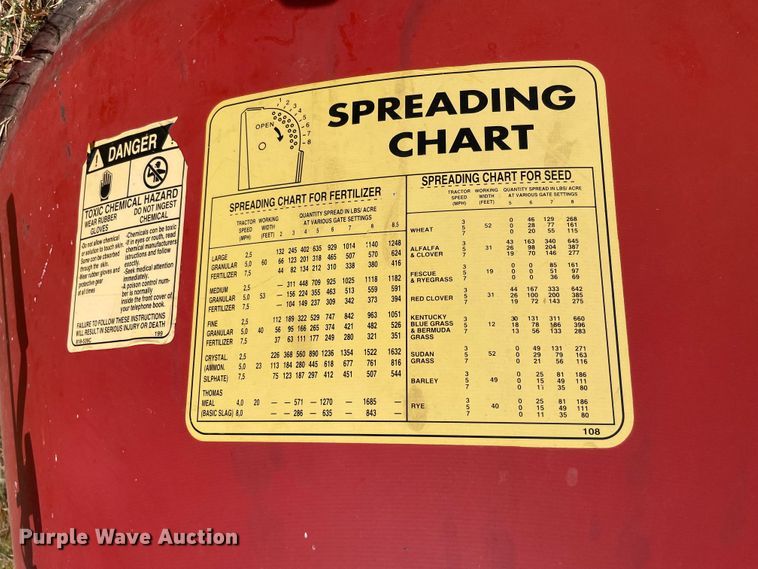 DANGER
TOXIC CHEMICAL HAZARD
WEAR RUBBER GLOVES
DO NOT INGEST CHEMICAL
-Do not allow chemical or solution to touch skin. Some can be absorbed through the skin. Wear rubber gloves and protective gear at all times
-Chemicals can be toxic if in eyes or touth, read chemical manufacturers instructions and follow exactly.
-Seek medical attention immediately.
-A poison control number is normally inside the front cover of your telephone book.
FAILURE TO FOLLOW THESE INSTRUCTIONS
WILL RESULT IN SERIOUS INJURY OR DEATH
199
OPEN
1 2 3 4 5 6 7 8
SPREADING
CHART
SPREADING CHART FOR FERTILIZER
TRACTOR SPEED (MPH) WORKING WIDTH (FEET) QUANTITY SPREAD IN LBS/ ACRE AT VARIOUS GATE SETTINGS
2 3 4 5 6 7 8 8,5
LARGE 2,5 132 245 402 635 929 1014 1140 1248
GRANULAR 5,0 60 66 123 201 318 465 507 570 624
FERTILIZER 7,5 44 82 134 212 310 338 380 416
MEDIUM 2,5 — 311 448 709 925 1025 1118 1182
GRANULAR 5,0 53 — 156 224 355 463 513 559 591
FERTILIZER 7,5 — 104 149 237 309 342 373 394
FINE 2,5 112 189 322 529 747 842 963 1051
GRANULAR 5,0 40 56 95 166 265 374 421 482 526
FERTILIZER 7,5 37 63 111 177 249 280 321 351
CRYSTAL. 2,5 226 368 560 890 1236 1354 1522 1632
(AMMON. 5,0 23 113 184 280 445 618 677 761 816
SILPHATE) 7,5 75 123 187 297 412 451 507 544
THOMAS
MEAL 4,0 20 — — 571 — 1270 — 1685 —
(BASIC SLAG) 8,0 — — 286 — 635 — 843 —
SPREADING CHART FOR SEED
TRACTOR SPEED (MPH) WORKING WIDTH (FEET) QUANTITY SPREAD IN LBS/ ACRE AT VARIOUS GATE SETTINGS
5 6 7 8
3 0 46 129 268
WHEAT 5 52 0 28 77 161
7 0 20 55 115
ALFALFA & CLOVER 3 43 163 340 645
5 31 26 98 204 387
7 19 70 146 277
FESCUE & RYEGRASS 3 0 0 85 161
5 19 0 0 51 97
7 0 0 36 69
3 44 167 333 642
RED CLOVER 5 31 26 100 200 385
7 19 72 143 275
KENTUCKY BLUE GRASS & BERMUDA GRASS 3 30 131 311 660
5 12 18 78 186 396
7 13 56 133 283
SUDAN GRASS 3 0 49 131 271
5 52 0 29 79 163
7 0 21 56 116
3 0 25 81 186
BARLEY 5 49 0 15 49 111
7 0 11 35 80
3 0 25 81 186
RYE 5 40 0 15 49 111
7 0 11 35 80
108
Purple Wave Auction